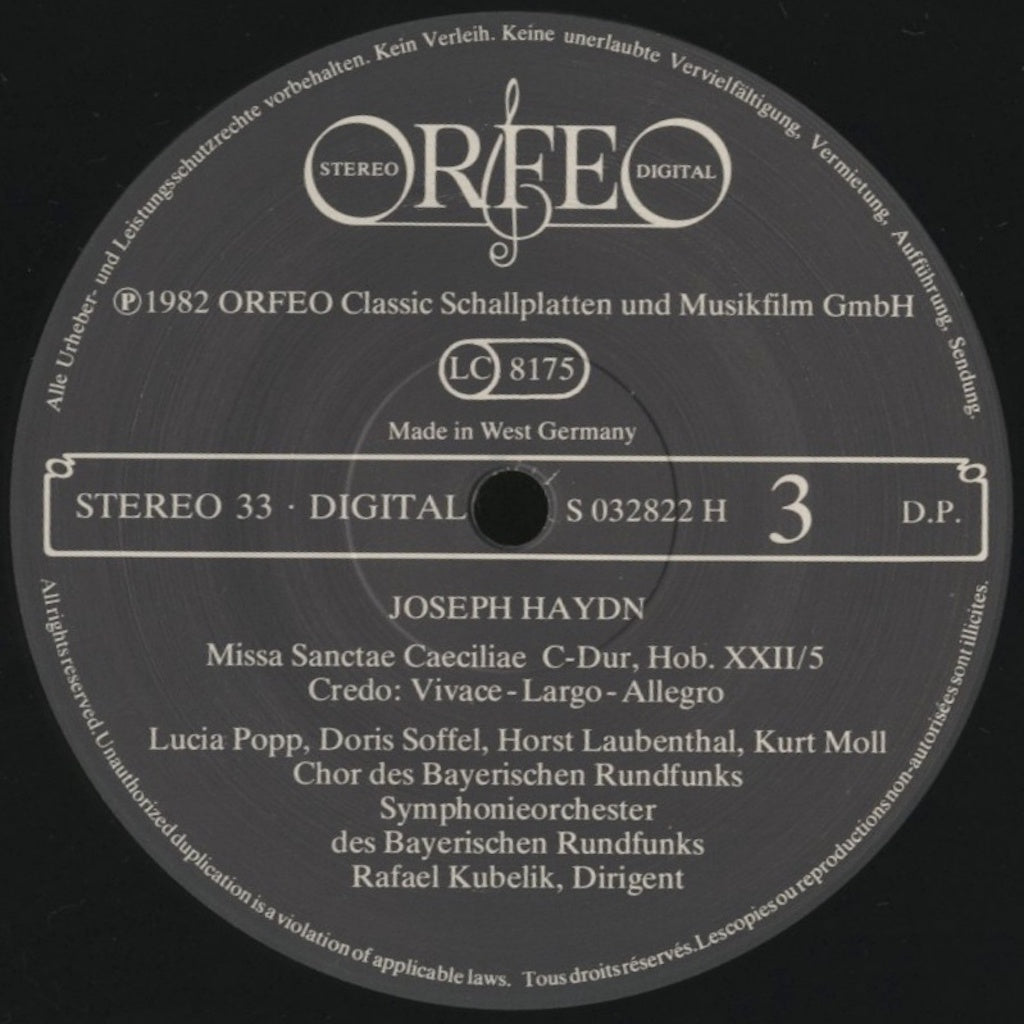 Alle Urheber- und Leistungsschutzrechte vorbehalten. Kein Verleih. Keine unerlaubte Vervielfältigung, Vermietung, Aufführung, Sendung.
ORFEO
STEREO
DIGITAL
Ⓟ1982 ORFEO Classic Schallplatten und Musikfilm GmbH
LC 8175
Made in West Germany
STEREO 33 · DIGITAL S 032822 H 3 D.P.
JOSEPH HAYDN
Missa Sanctae Caeciliae C-Dur, Hob. XXII/5
Credo: Vivace - Largo - Allegro
Lucia Popp, Doris Soffel, Horst Laubenthal, Kurt Moll
Chor des Bayerischen Rundfunks
Symphonieorchester
des Bayerischen Rundfunks
Rafael Kubelik, Dirigent
All rights reserved. Unauthorized duplication is a violation of applicable laws. Tous droits réservés. Les copies ou reproductions non-autorisées sont illicites.